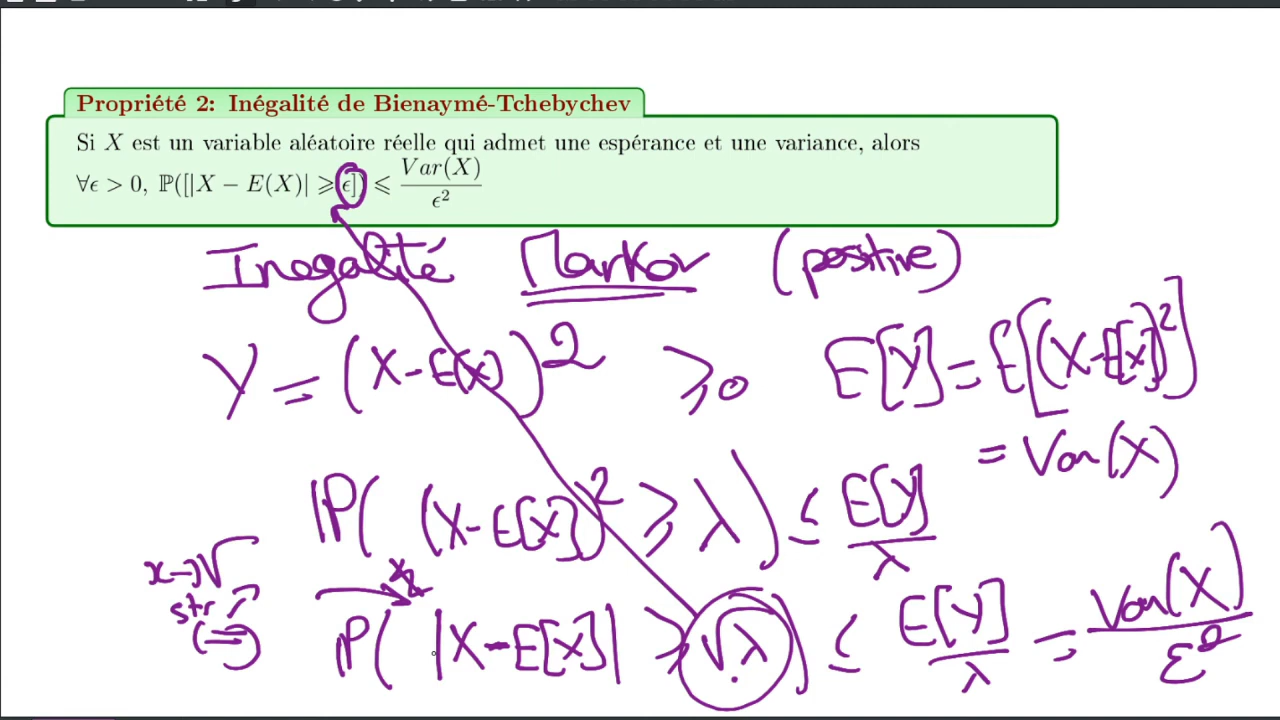 Propriété 2: Inégalité de Bienaymé-Tchebychev
Si X est un variable aléatoire réelle qui admet une espérance et une variance, alors
∀ϵ > 0, ℙ([|X − E(X)| ⩾ ϵ]) ⩽ Var(X)/ϵ²
Inegalité Markov (positive)
Y = (X-E(X))² ⩾0 E[Y] = E[(X-E[X])²]
= Var(X)
ℙ( (X-E[X])² ⩾ λ) ≤ E[Y]/λ
x→√
str ↗
(⇒)
ℙ( |X-E[X]| ⩾ √λ) ≤ E[Y]/λ = Var(X)/ε²